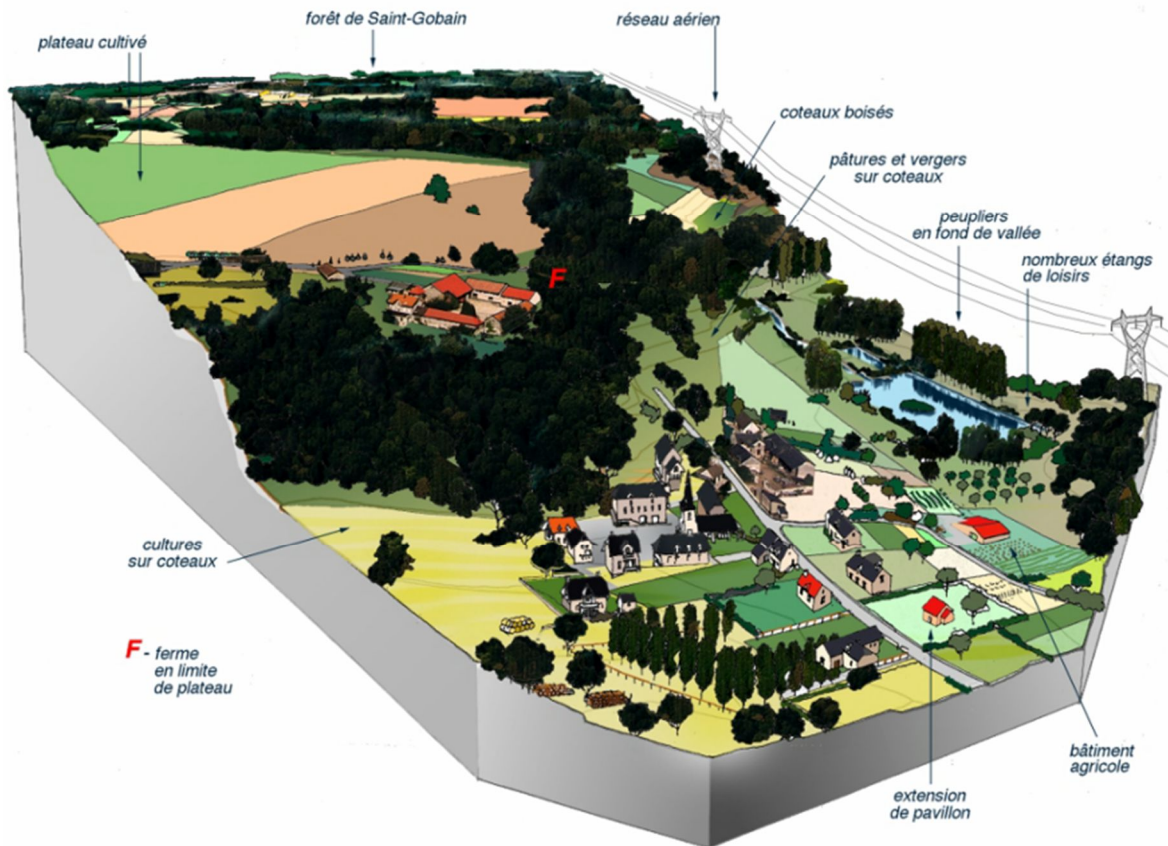 forêt de Saint-Gobain
réseau aérien
plateau cultivé
coteaux boisés
pâtures et vergers
sur coteaux
peupliers
en fond de vallée
nombreux étangs
de loisirs
F
cultures
sur coteaux
F - ferme
en limite
de plateau
bâtiment
agricole
extension
de pavillon